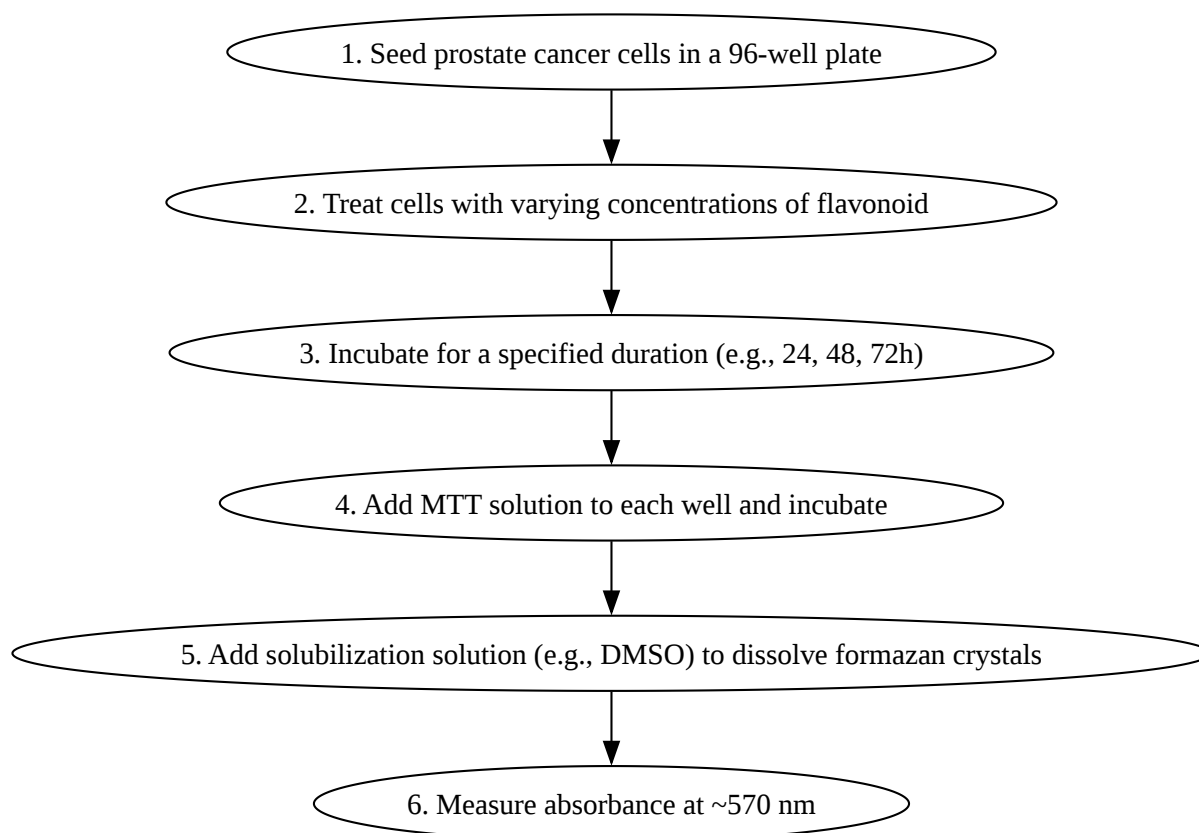 1. Seed prostate cancer cells in a 96-well plate
2. Treat cells with varying concentrations of flavonoid
3. Incubate for a specified duration (e.g., 24, 48, 72h)
4. Add MTT solution to each well and incubate
5. Add solubilization solution (e.g., DMSO) to dissolve formazan crystals
6. Measure absorbance at ~570 nm